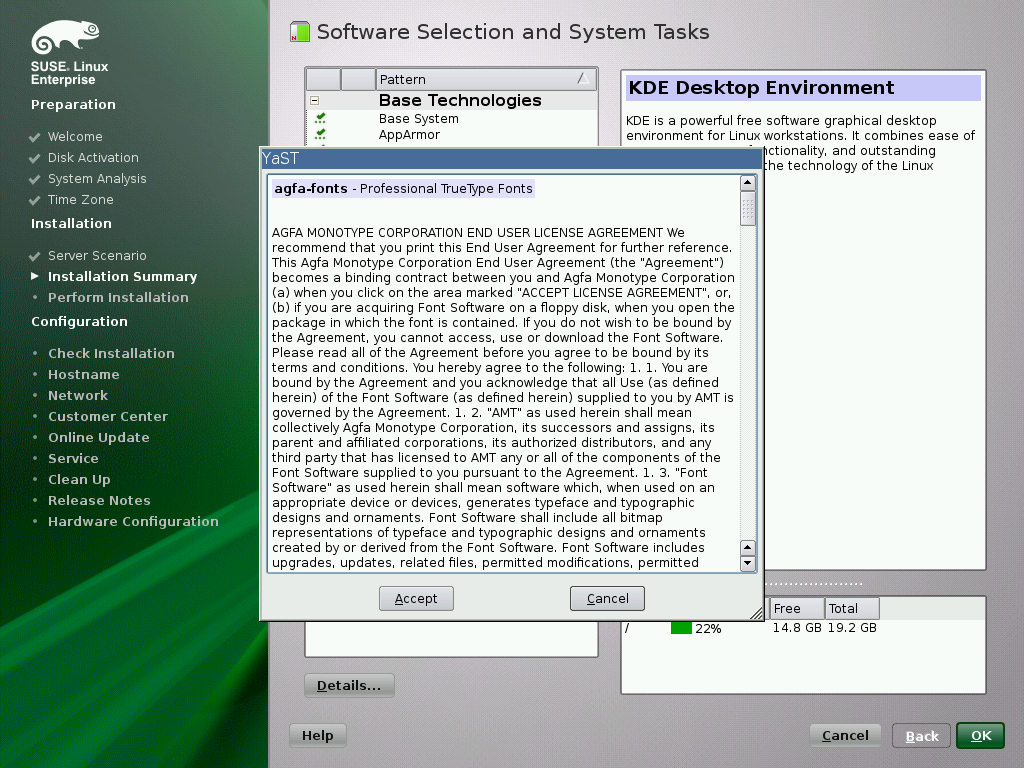 SUSE. Linux
Enterprise
Preparation
Welcome
Disk Activation
System Analysis
Time Zone
Installation
Server Scenario
Installation Summary
Perform Installation
Configuration
Check Installation
Hostname
Network
Customer Center
Online Update
Service
Clean Up
Release Notes
Hardware Configuration
Software Selection and System Tasks
Pattern
Base Technologies
Base System
AppArmor
KDE Desktop Environment
KDE is a powerful free software graphical desktop
environment for Linux workstations. It combines ease of
nctionality, and outstanding
the technology of the Linux
YaST
agfa-fonts - Professional TrueType Fonts
AGFA MONOTYPE CORPORATION END USER LICENSE AGREEMENT We
recommend that you print this End User Agreement for further reference.
This Agfa Monotype Corporation End User Agreement (the "Agreement")
becomes a binding contract between you and Agfa Monotype Corporation
(a) when you click on the area marked "ACCEPT LICENSE AGREEMENT", or,
(b) if you are acquiring Font Software on a floppy disk, when you open the
package in which the font is contained. If you do not wish to be bound by
the Agreement, you cannot access, use or download the Font Software.
Please read all of the Agreement before you agree to be bound by its
terms and conditions. You hereby agree to the following: 1. 1. You are
bound by the Agreement and you acknowledge that all Use (as defined
herein) of the Font Software (as defined herein) supplied to you by AMT is
governed by the Agreement. 1. 2. "AMT" as used herein shall mean
collectively Agfa Monotype Corporation, its successors and assigns, its
parent and affiliated corporations, its authorized distributors, and any
third party that has licensed to AMT any or all of the components of the
Font Software supplied to you pursuant to the Agreement. 1. 3. "Font
Software" as used herein shall mean software which, when used on an
appropriate device or devices, generates typeface and typographic
designs and ornaments. Font Software shall include all bitmap
representations of typeface and typographic designs and ornaments
created by or derived from the Font Software. Font Software includes
upgrades, updates, related files, permitted modifications, permitted
Accept
Cancel
Free Total
/ 22% 14.8 GB 19.2 GB
Details...
Help
Cancel
Back
OK